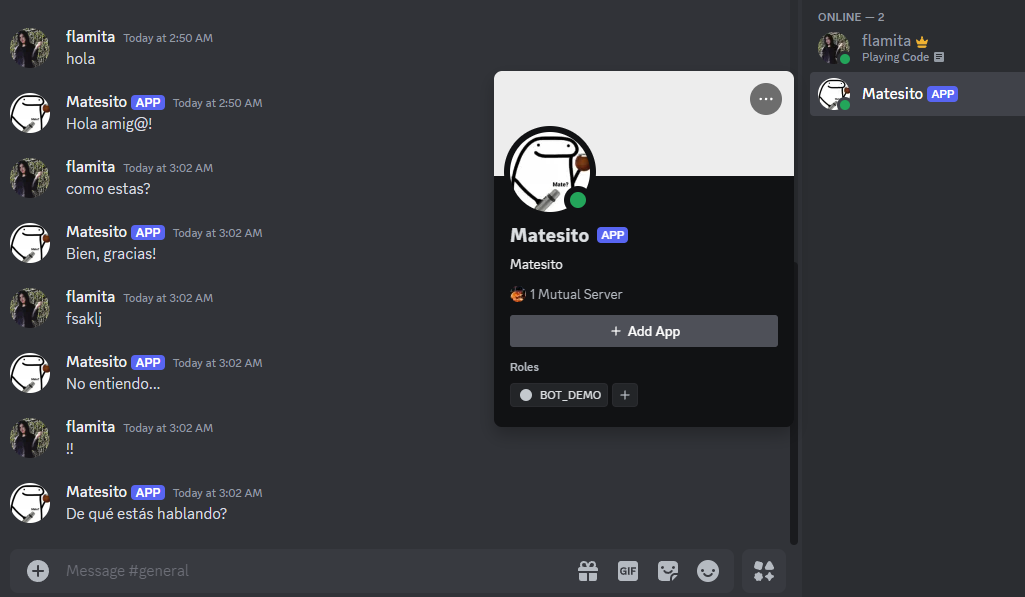 flamita Today at 2:50 AM
hola
Matesito APP Today at 2:50 AM
Hola amig@!
flamita Today at 3:02 AM
como estas?
Matesito APP Today at 3:02 AM
Bien, gracias!
flamita Today at 3:02 AM
fsaklj
Matesito APP Today at 3:02 AM
No entiendo...
flamita Today at 3:02 AM
!!
Matesito APP Today at 3:02 AM
De qué estás hablando?
Message #general
GIF
Mate?
Matesito APP
Matesito
1 Mutual Server
+ Add App
Roles
BOT_DEMO +
ONLINE — 2
flamita
Playing Code
Matesito APP